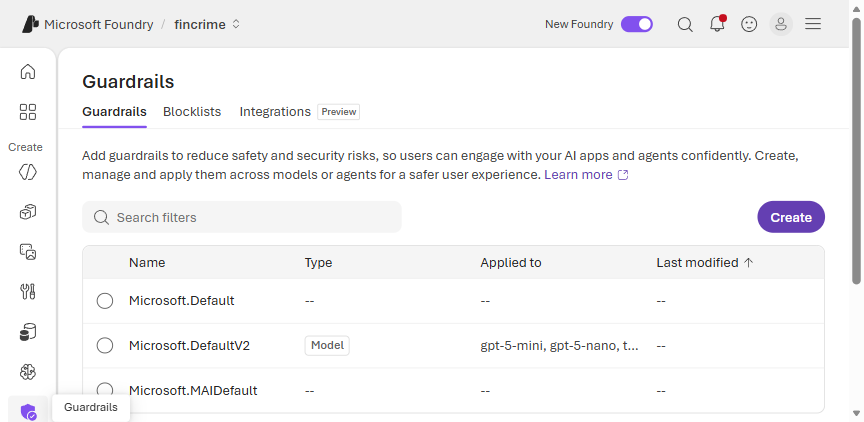 Microsoft Foundry / fincrime
New Foundry
Guardrails
Guardrails Blocklists Integrations Preview
Create
Add guardrails to reduce safety and security risks, so users can engage with your AI apps and agents confidently. Create,
manage and apply them across models or agents for a safer user experience. Learn more
Search filters
Create
Name Type Applied to Last modified
Microsoft.Default -- -- --
Microsoft.DefaultV2 Model gpt-5-mini, gpt-5-nano, t... --
Microsoft.MAIDefault -- -- --
Guardrails